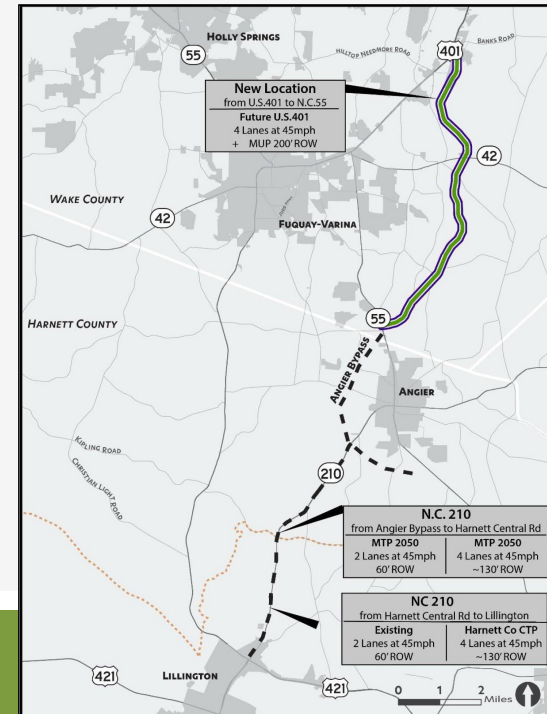 HOLLY SPRINGS
55
HILLTOP NEEDMORE ROAD
401
BANKS ROAD
New Location
from U.S.401 to N.C.55
Future U.S.401
4 Lanes at 45mph
+ MUP 200' ROW
42
WAKE COUNTY
42
FUQUAY-VARINA
HARNETT COUNTY
55
ANGIER BYPASS
ANGIER
KIPLING ROAD
CHRISTIAN LIGHT ROAD
210
N.C. 210
from Angier Bypass to Harnett Central Rd
MTP 2050 MTP 2050
2 Lanes at 45mph 4 Lanes at 45mph
60' ROW ~130' ROW
NC 210
from Harnett Central Rd to Lillington
Existing Harnett Co CTP
2 Lanes at 45mph 4 Lanes at 45mph
60' ROW ~130' ROW
421
LILLINGTON
421
0 1 2
Miles